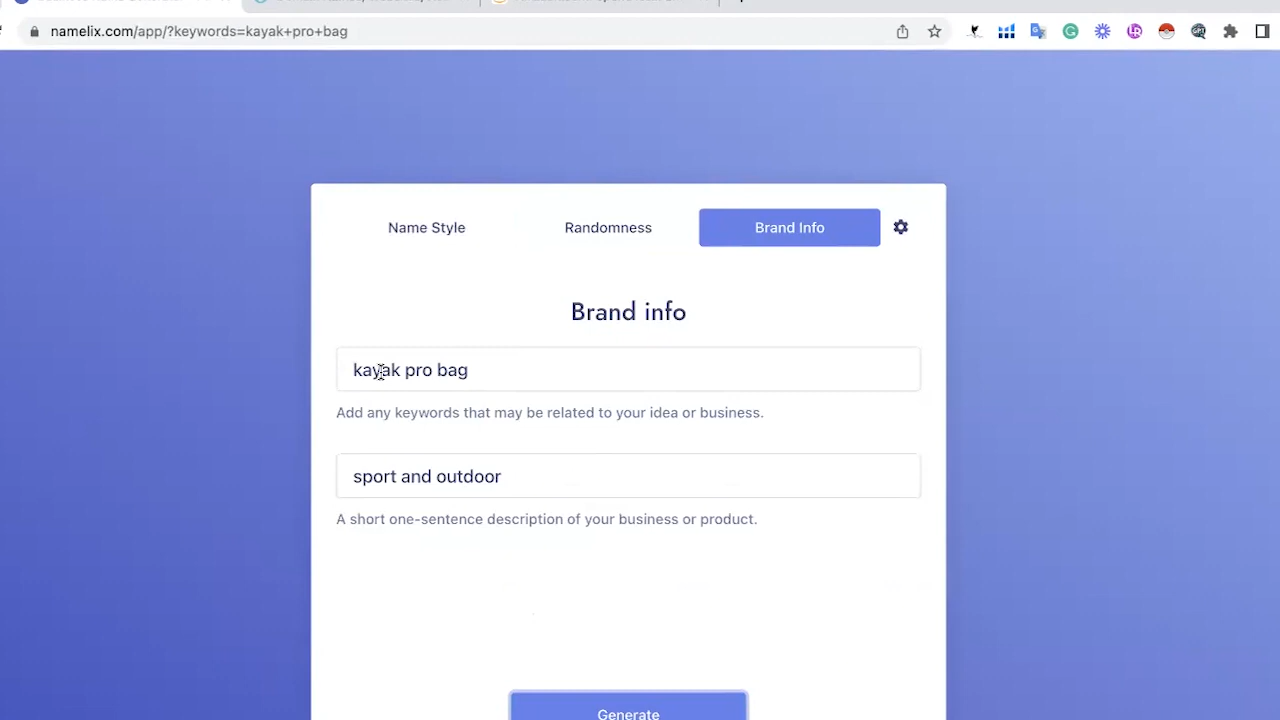 namelix.com/app/?keywords=kayak+pro+bag
Name Style
Randomness
Brand Info
Brand info
kayak pro bag
Add any keywords that may be related to your idea or business.
sport and outdoor
A short one-sentence description of your business or product.
Generate